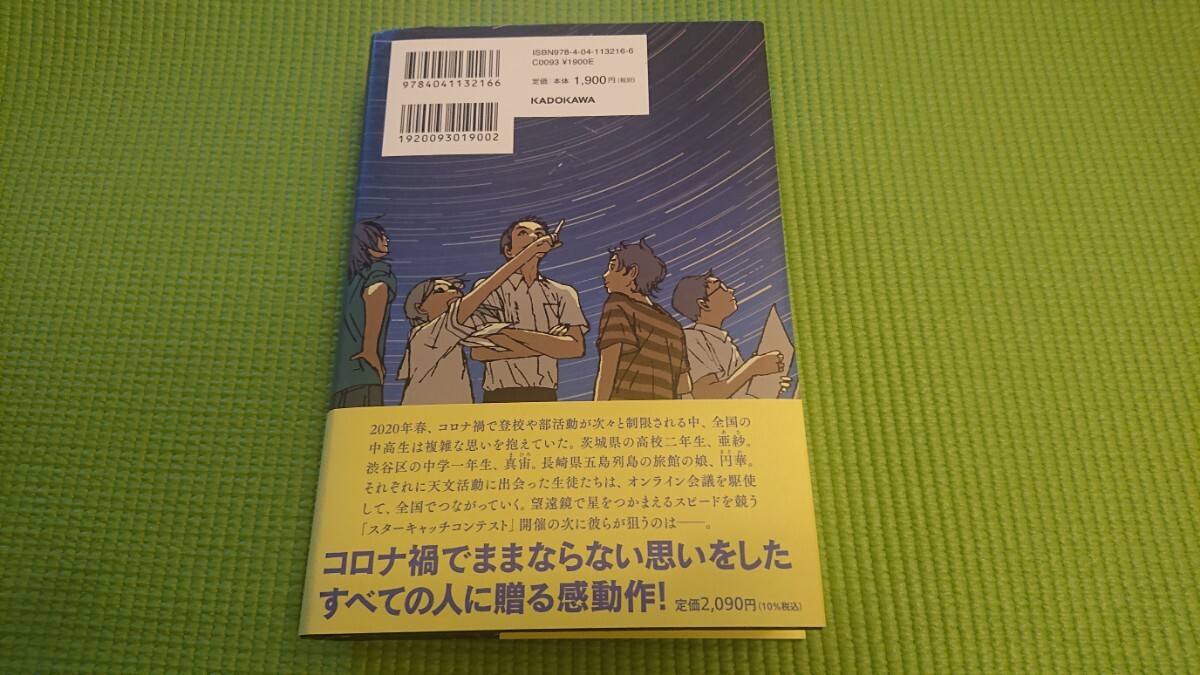 ISBN978-4-04-113216-6
C0093 ¥1900E
定価 本体 1,900円(税別)
KADOKAWA
9784041132166
1920093019002
2020年春、コロナ禍で登校や部活動が次々と制限される中、全国の
中高生は複雑な思いを抱えていた。茨城県の高校二年生、亜紗。
渋谷区の中学一年生、真宙。長崎県五島列島の旅館の娘、円華。
それぞれに天文活動に出会った生徒たちは、オンライン会議を駆使
して、全国でつながっていく。望遠鏡で星をつかまえるスピードを競う
「スターキャッチコンテスト」開催の次に彼らが狙うのは――。
コロナ禍でままならない思いをした
すべての人に贈る感動作!
定価2,090円(10%税込)